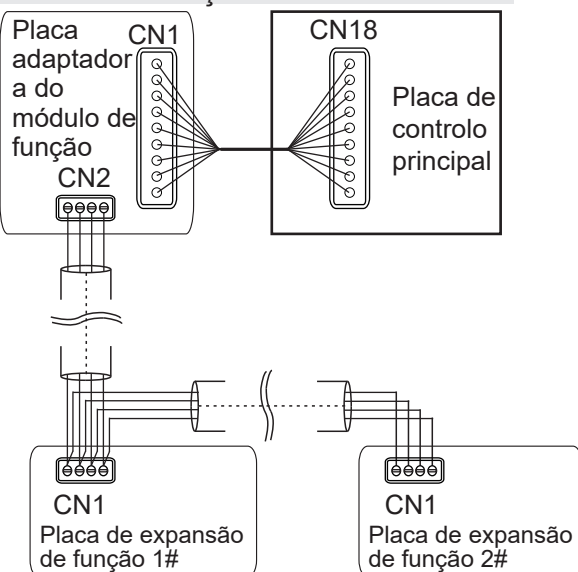 Placa
adaptador
a do
módulo de
função
CN1
CN2
CN18
Placa de
controlo
principal
CN1
Placa de expansão
de função 1#
CN1
Placa de expansão
de função 2#